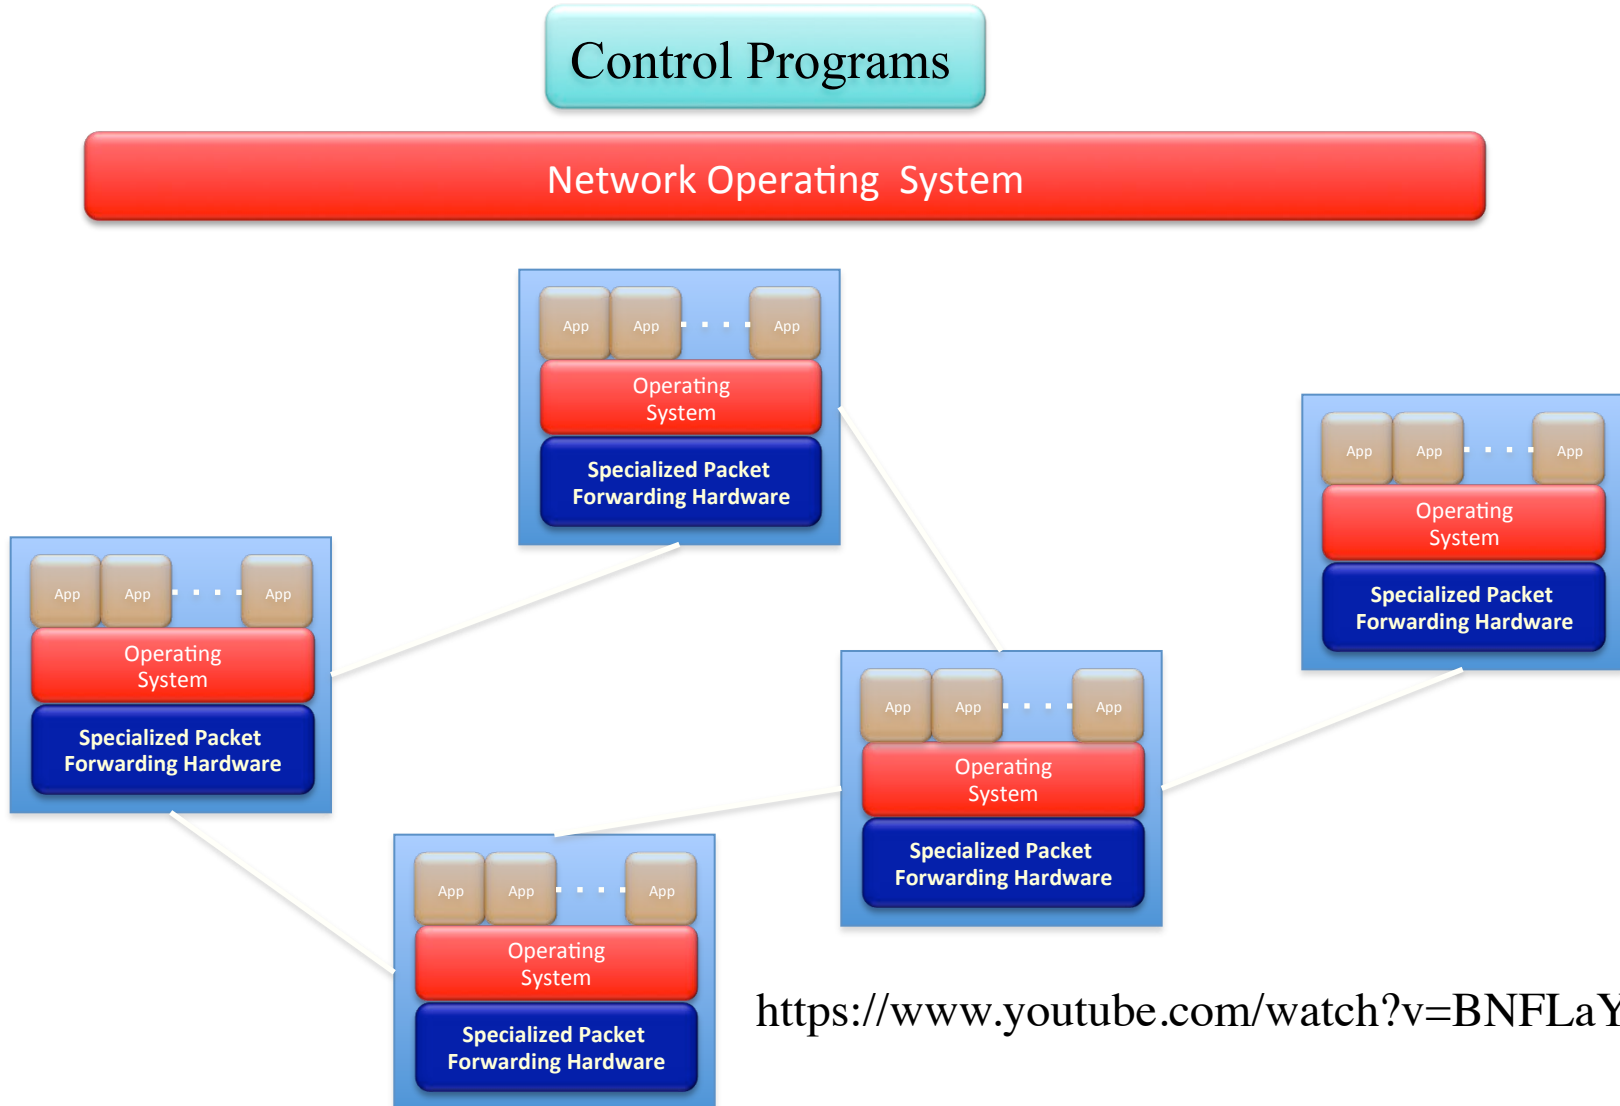 Control Programs
Network Operating System
App App App
Operating
System
Specialized Packet
Forwarding Hardware
App App App
Operating
System
Specialized Packet
Forwarding Hardware
App App App
Operating
System
Specialized Packet
Forwarding Hardware
App App App
Operating
System
Specialized Packet
Forwarding Hardware
App App App
Operating
System
Specialized Packet
Forwarding Hardware
https://www.youtube.com/watch?v=BNFLaY